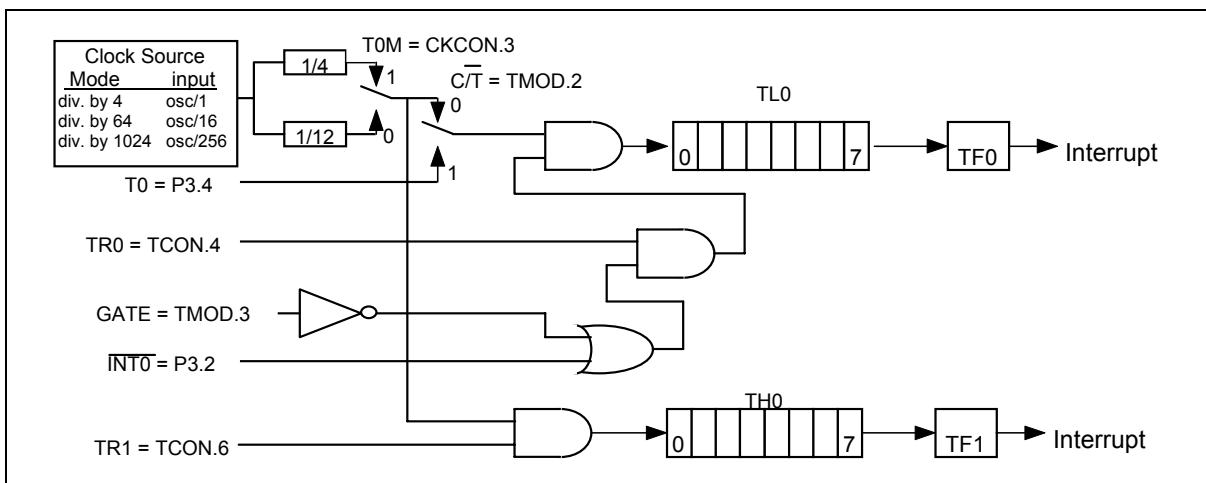 Clock Source
Mode input
div. by 4 osc/1
div. by 64 osc/16
div. by 1024 osc/256
1/4
1/12
T0M = CKCON.3
1
0
C/T̅ = TMOD.2
0
1
T0 = P3.4
TL0
0 7
TF0
Interrupt
TR0 = TCON.4
GATE = TMOD.3
I̅N̅T̅0̅ = P3.2
TR1 = TCON.6
TH0
0 7
TF1
Interrupt